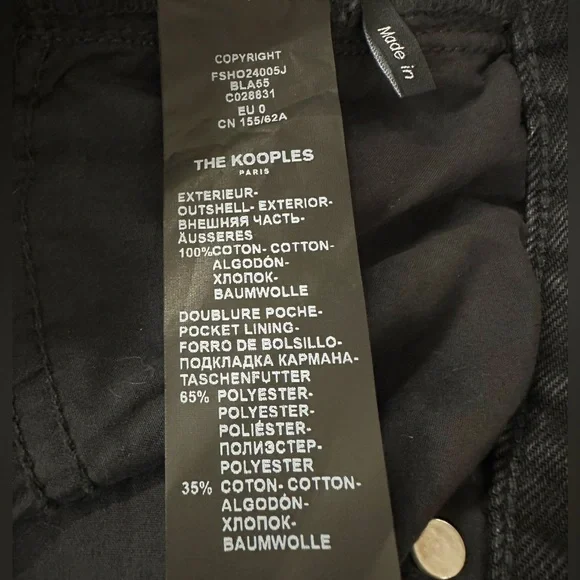 COPYRIGHT
FSHO24005J
BLA55
C028831
EU 0
CN 155/62A
THE KOOPLES
PARIS
EXTERIEUR-
OUTSHELL- EXTERIOR-
ВНЕШНЯЯ ЧАСТЬ-
ÄUSSERES
100%COTON- COTTON-
ALGODÓN-
ХЛОПОК-
BAUMWOLLE
DOUBLURE POCHE-
POCKET LINING-
FORRO DE BOLSILLO-
ПОДКЛАДКА КАРМАНА-
TASCHENFUTTER
65% POLYESTER-
POLYESTER-
POLIÉSTER-
ПОЛИЭСТЕР-
POLYESTER
35% COTON- COTTON-
ALGODÓN-
ХЛОПОК-
BAUMWOLLE
Made in